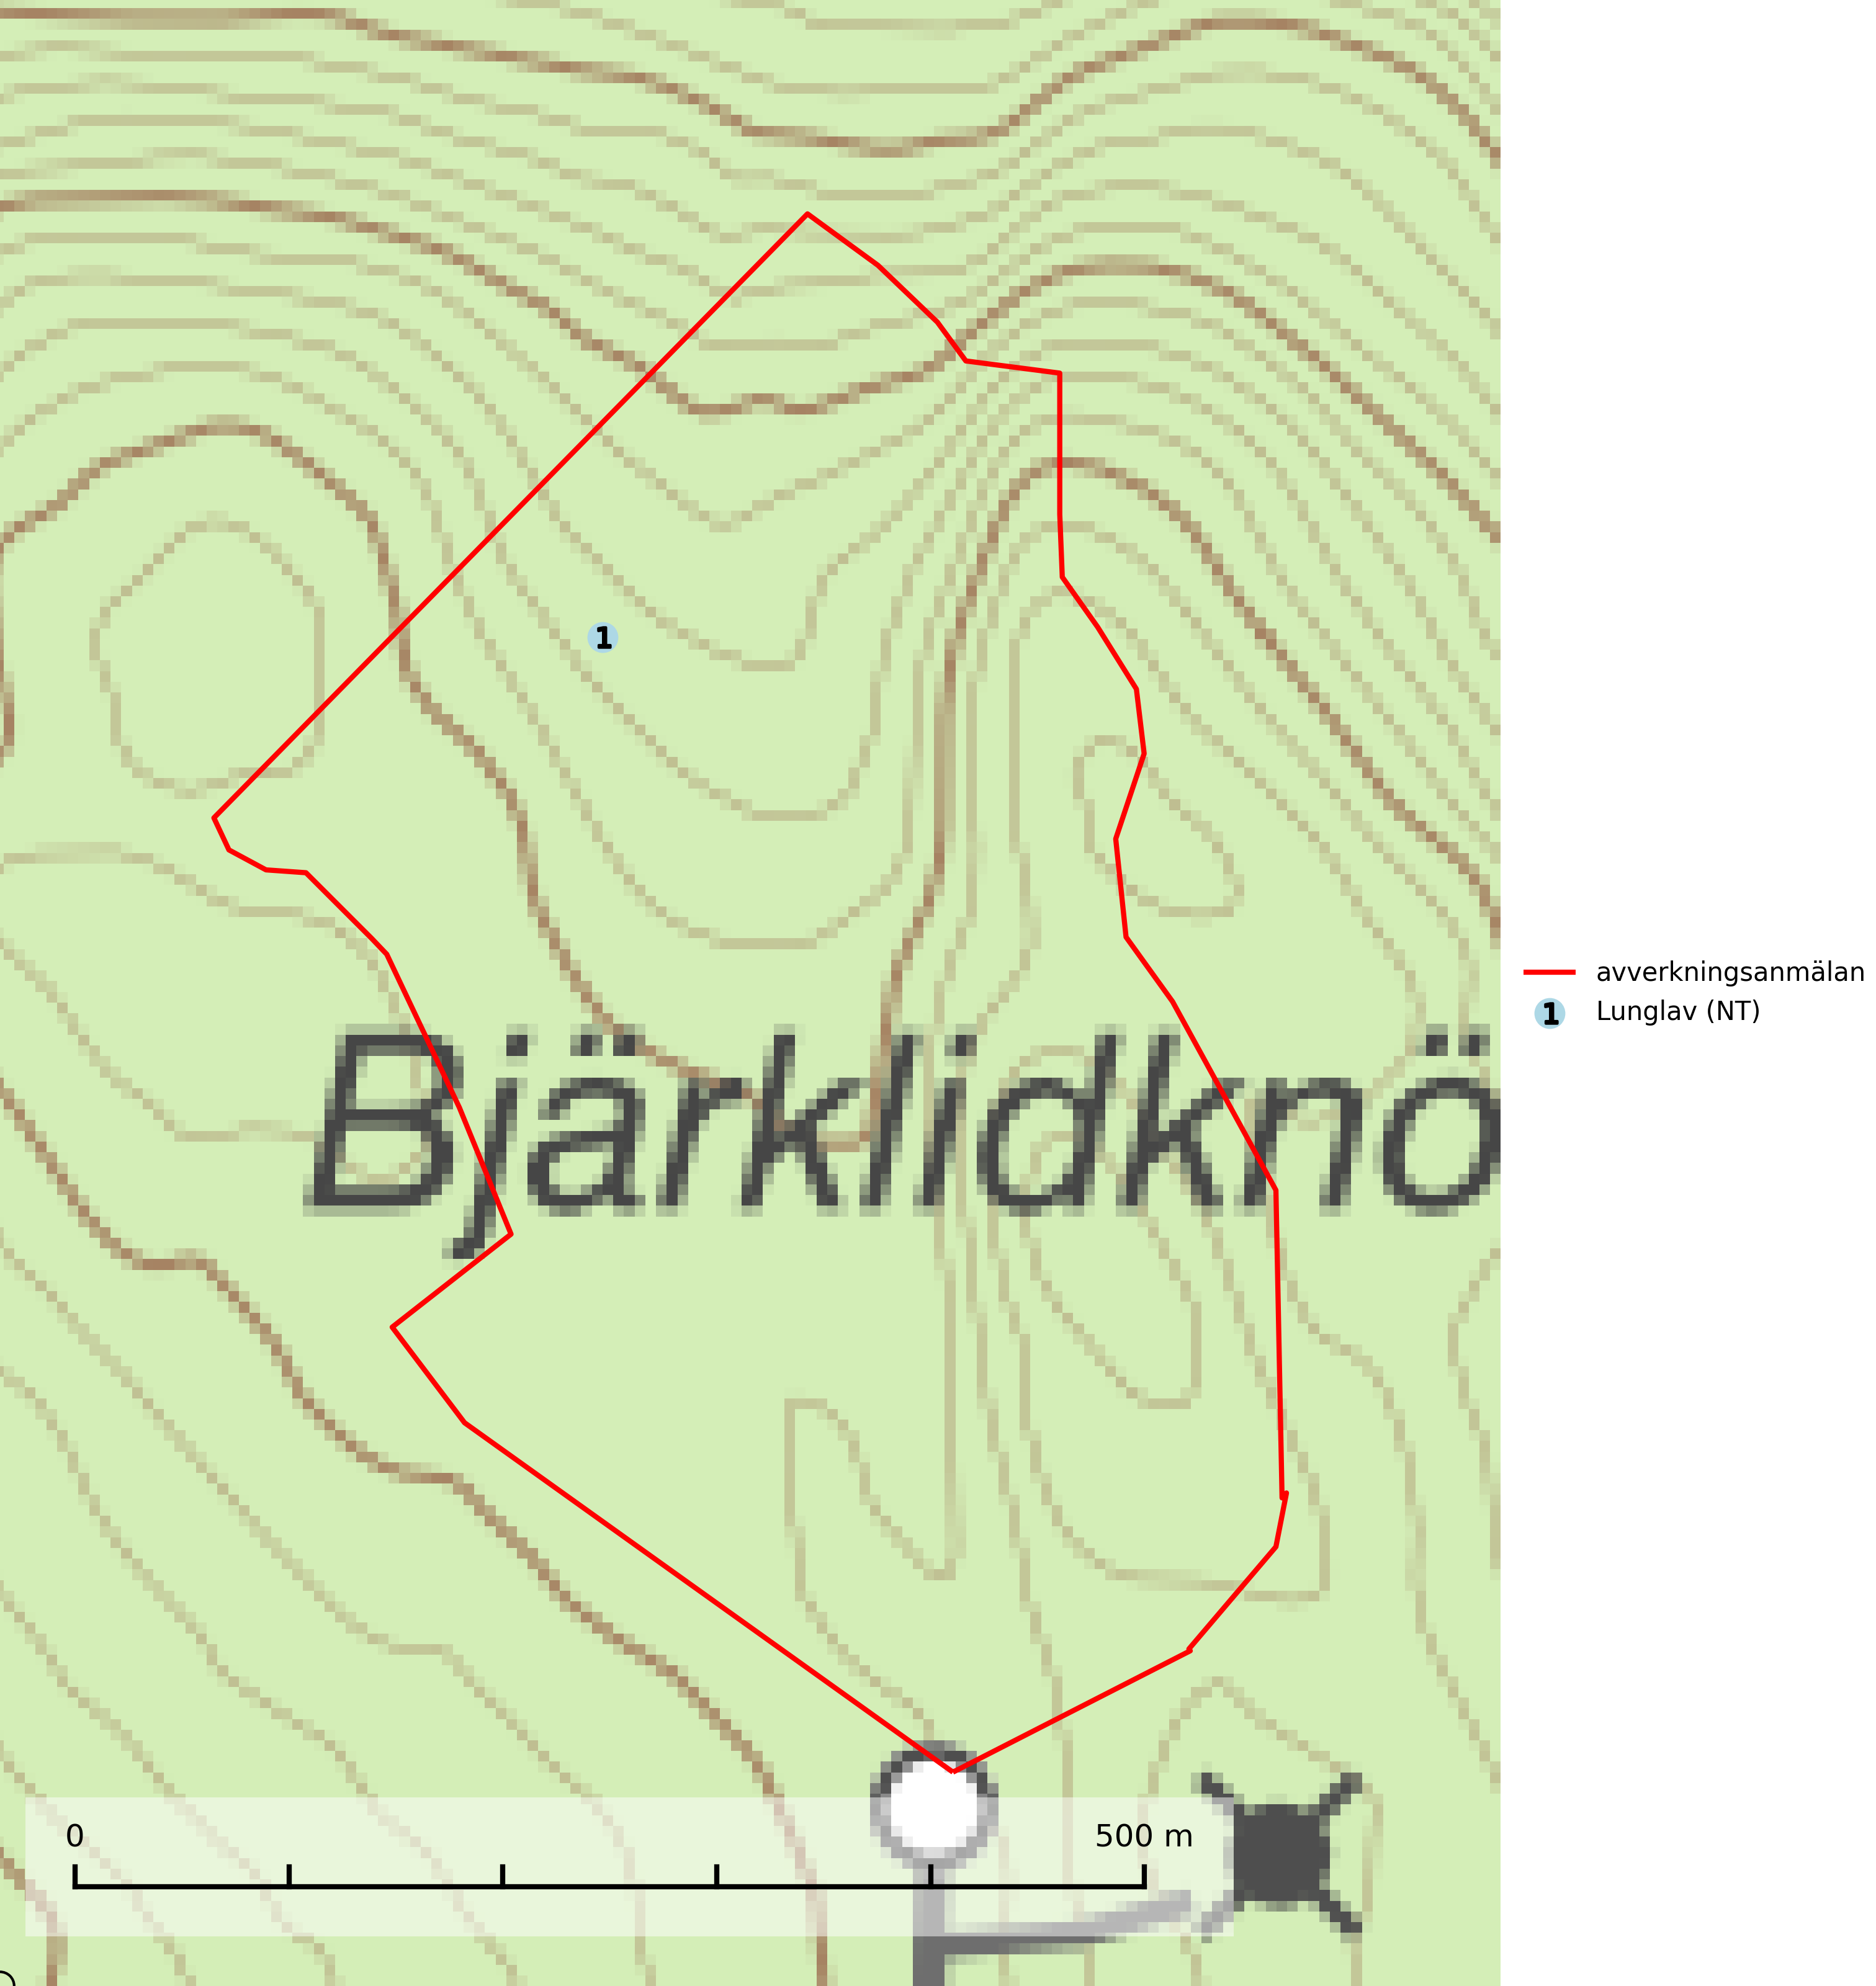 1
avverkningsanmälan
1 Lunglav (NT)
Bjärklidknö
0 500 m